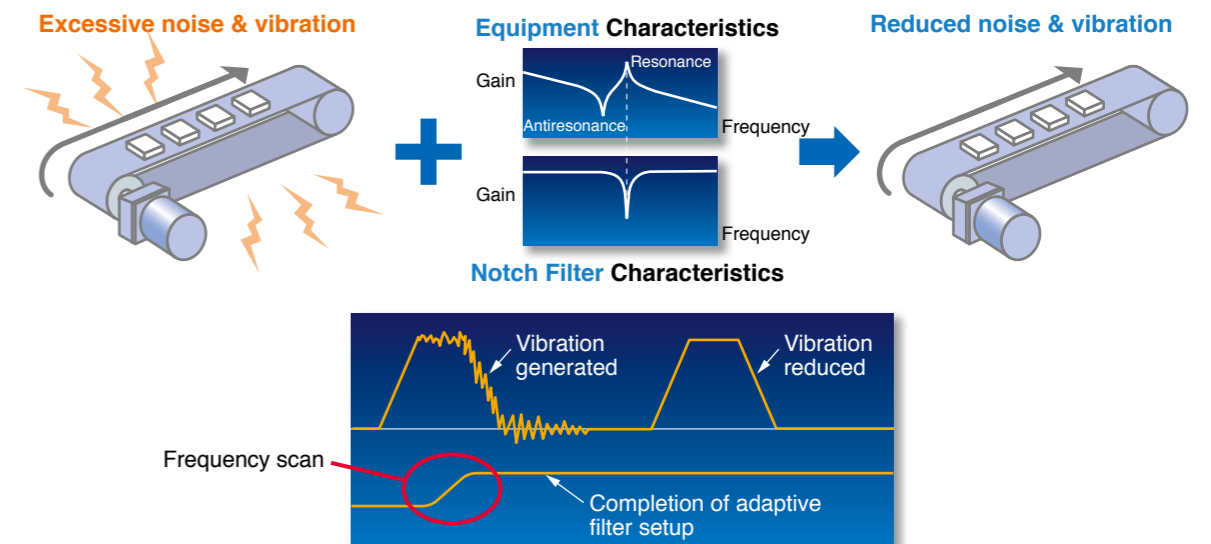 Excessive noise & vibration
Equipment Characteristics
Reduced noise & vibration
Gain
Resonance
Antiresonance
Frequency
Gain
Frequency
Notch Filter Characteristics
Vibration
generated
Vibration
reduced
Frequency scan
Completion of adaptive
filter setup